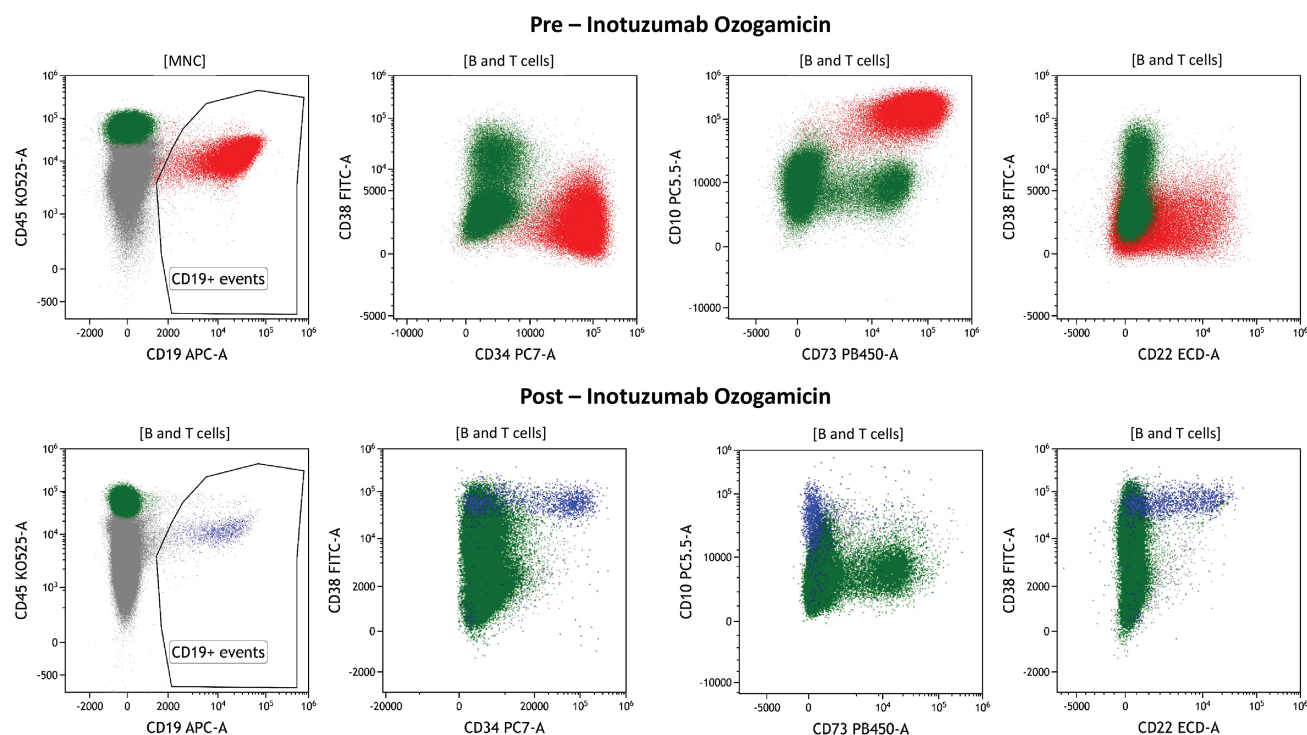 Pre – Inotuzumab Ozogamicin
[MNC]
10⁶
10⁵
10⁴
10³
0
-500
CD45 KO525-A
CD19+ events
-2000 0 2000 10⁴ 10⁵ 10⁶
CD19 APC-A
[B and T cells]
10⁶
10⁵
10⁴
5000
0
-5000
CD38 FITC-A
-10000 0 10000 10⁵ 10⁶
CD34 PC7-A
[B and T cells]
10⁶
10⁵
10000
0
-10000
CD10 PC5.5-A
-5000 0 10⁴ 10⁵ 10⁶
CD73 PB450-A
[B and T cells]
10⁶
10⁵
10⁴
5000
0
-5000
CD38 FITC-A
-5000 0 10⁴ 10⁵ 10⁶
CD22 ECD-A
Post – Inotuzumab Ozogamicin
[B and T cells]
10⁶
10⁵
10⁴
10³
0
-500
CD45 KO525-A
CD19+ events
-2000 0 2000 10⁴ 10⁵ 10⁶
CD19 APC-A
[B and T cells]
10⁶
10⁵
10⁴
2000
0
-2000
CD38 FITC-A
-20000 0 20000 10⁵ 10⁶
CD34 PC7-A
[B and T cells]
10⁶
10⁵
10000
0
-10000
CD10 PC5.5-A
-5000 0 10⁴ 10⁵ 10⁶
CD73 PB450-A
[B and T cells]
10⁶
10⁵
10⁴
2000
0
-2000
CD38 FITC-A
-5000 0 10⁴ 10⁵ 10⁶
CD22 ECD-A